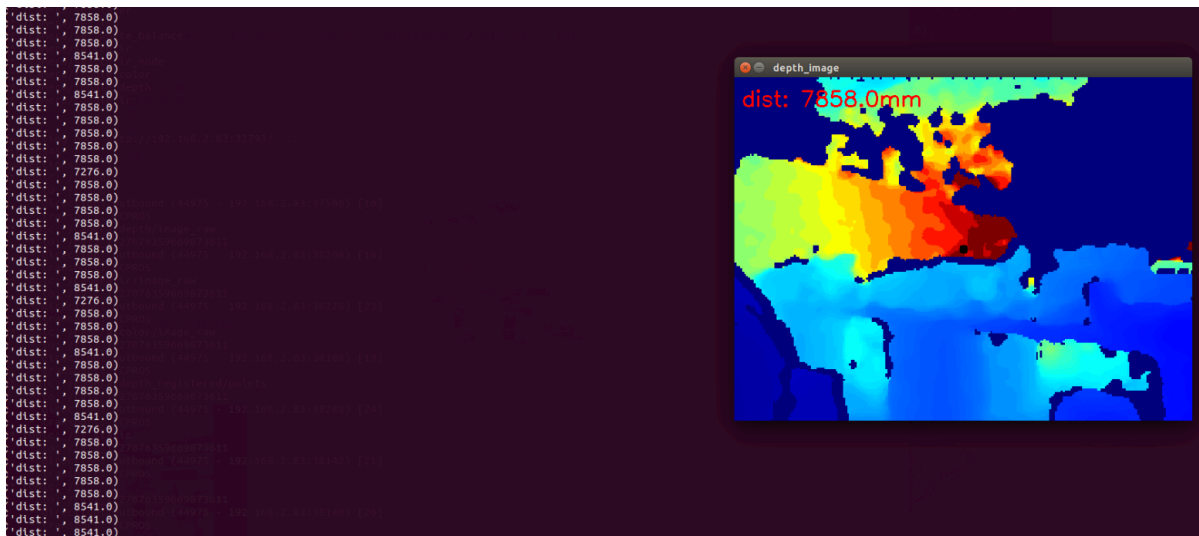 'dist: ', 7858.0)
('dist: ', 7858.0)
('dist: ', 7858.0)
('dist: ', 8541.0)
('dist: ', 7858.0)
('dist: ', 7858.0)
('dist: ', 8541.0)
('dist: ', 7858.0)
('dist: ', 7858.0)
('dist: ', 7858.0)
('dist: ', 7858.0)
('dist: ', 7858.0)
('dist: ', 7276.0)
('dist: ', 7858.0)
('dist: ', 7858.0)
('dist: ', 7858.0)
('dist: ', 7858.0)
('dist: ', 8541.0)
('dist: ', 7858.0)
('dist: ', 7858.0)
('dist: ', 7858.0)
('dist: ', 8541.0)
('dist: ', 7276.0)
('dist: ', 7858.0)
('dist: ', 7858.0)
('dist: ', 7858.0)
('dist: ', 8541.0)
('dist: ', 7858.0)
('dist: ', 7858.0)
('dist: ', 7858.0)
('dist: ', 7858.0)
('dist: ', 8541.0)
('dist: ', 7276.0)
('dist: ', 7858.0)
('dist: ', 7858.0)
('dist: ', 7858.0)
('dist: ', 7858.0)
('dist: ', 7858.0)
('dist: ', 8541.0)
('dist: ', 8541.0)
('dist: ', 8541.0)
depth_image
dist: 7858.0mm